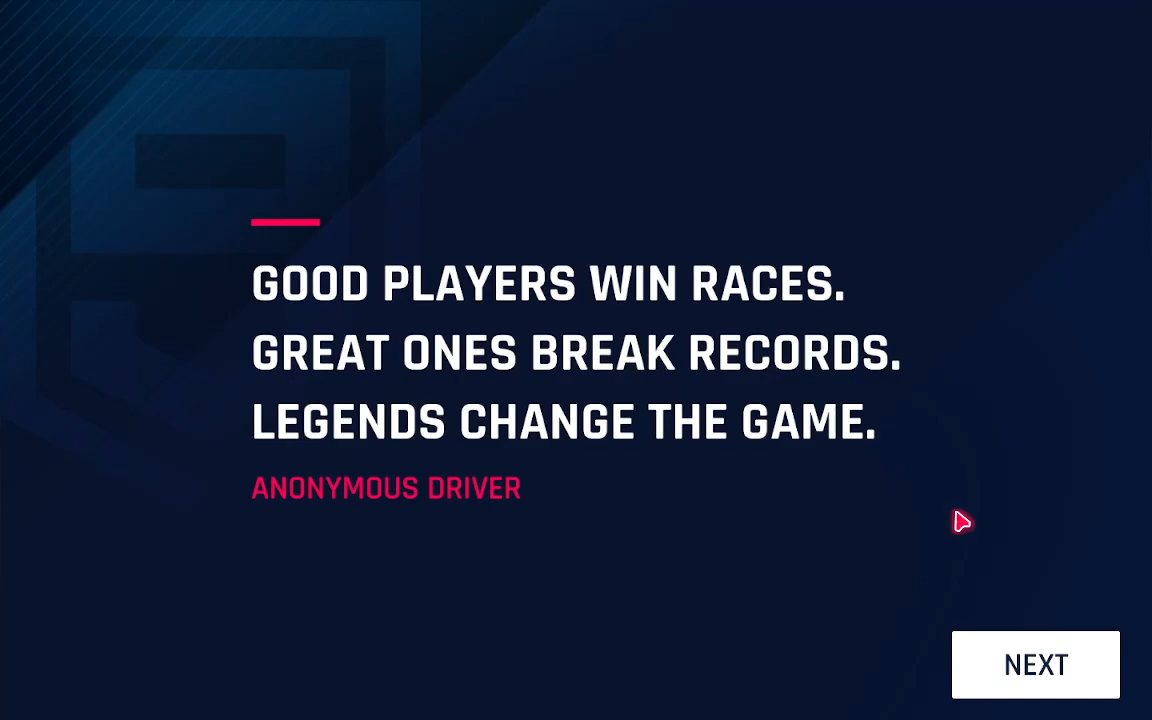 GOOD PLAYERS WIN RACES.
GREAT ONES BREAK RECORDS.
LEGENDS CHANGE THE GAME.
ANONYMOUS DRIVER
NEXT